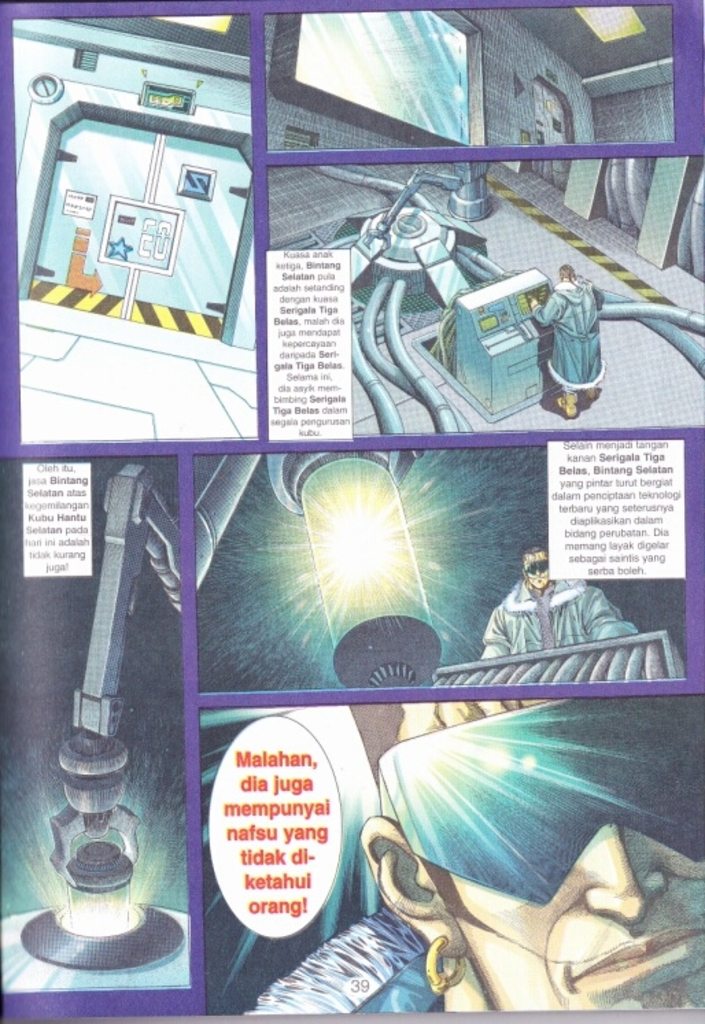 Kuasa anak
ketiga, Bintang
Selatan pula
adalah setanding
dengan kuasa
Serigala Tiga
Belas, malah dia
juga mendapat
kepercayaan
daripada Seri-
gala Tiga Belas.
Selama ini,
dia asyik mem-
bimbing Serigala
Tiga Belas dalam
segala pengurusan
kubu.
Oleh itu,
jasa Bintang
Selatan atas
kegemilangan
Kubu Hantu
Selatan pada
hari ini adalah
tidak kurang
juga!
Selain menjadi tangan
kanan Serigala Tiga
Belas, Bintang Selatan
yang pintar turut bergiat
dalam penciptaan teknologi
terbaru yang seterusnya
diaplikasikan dalam
bidang perubatan. Dia
memang layak digelar
sebagai saintis yang
serba boleh.
Malahan,
dia juga
mempunyai
nafsu yang
tidak di-
ketahui
orang!
39